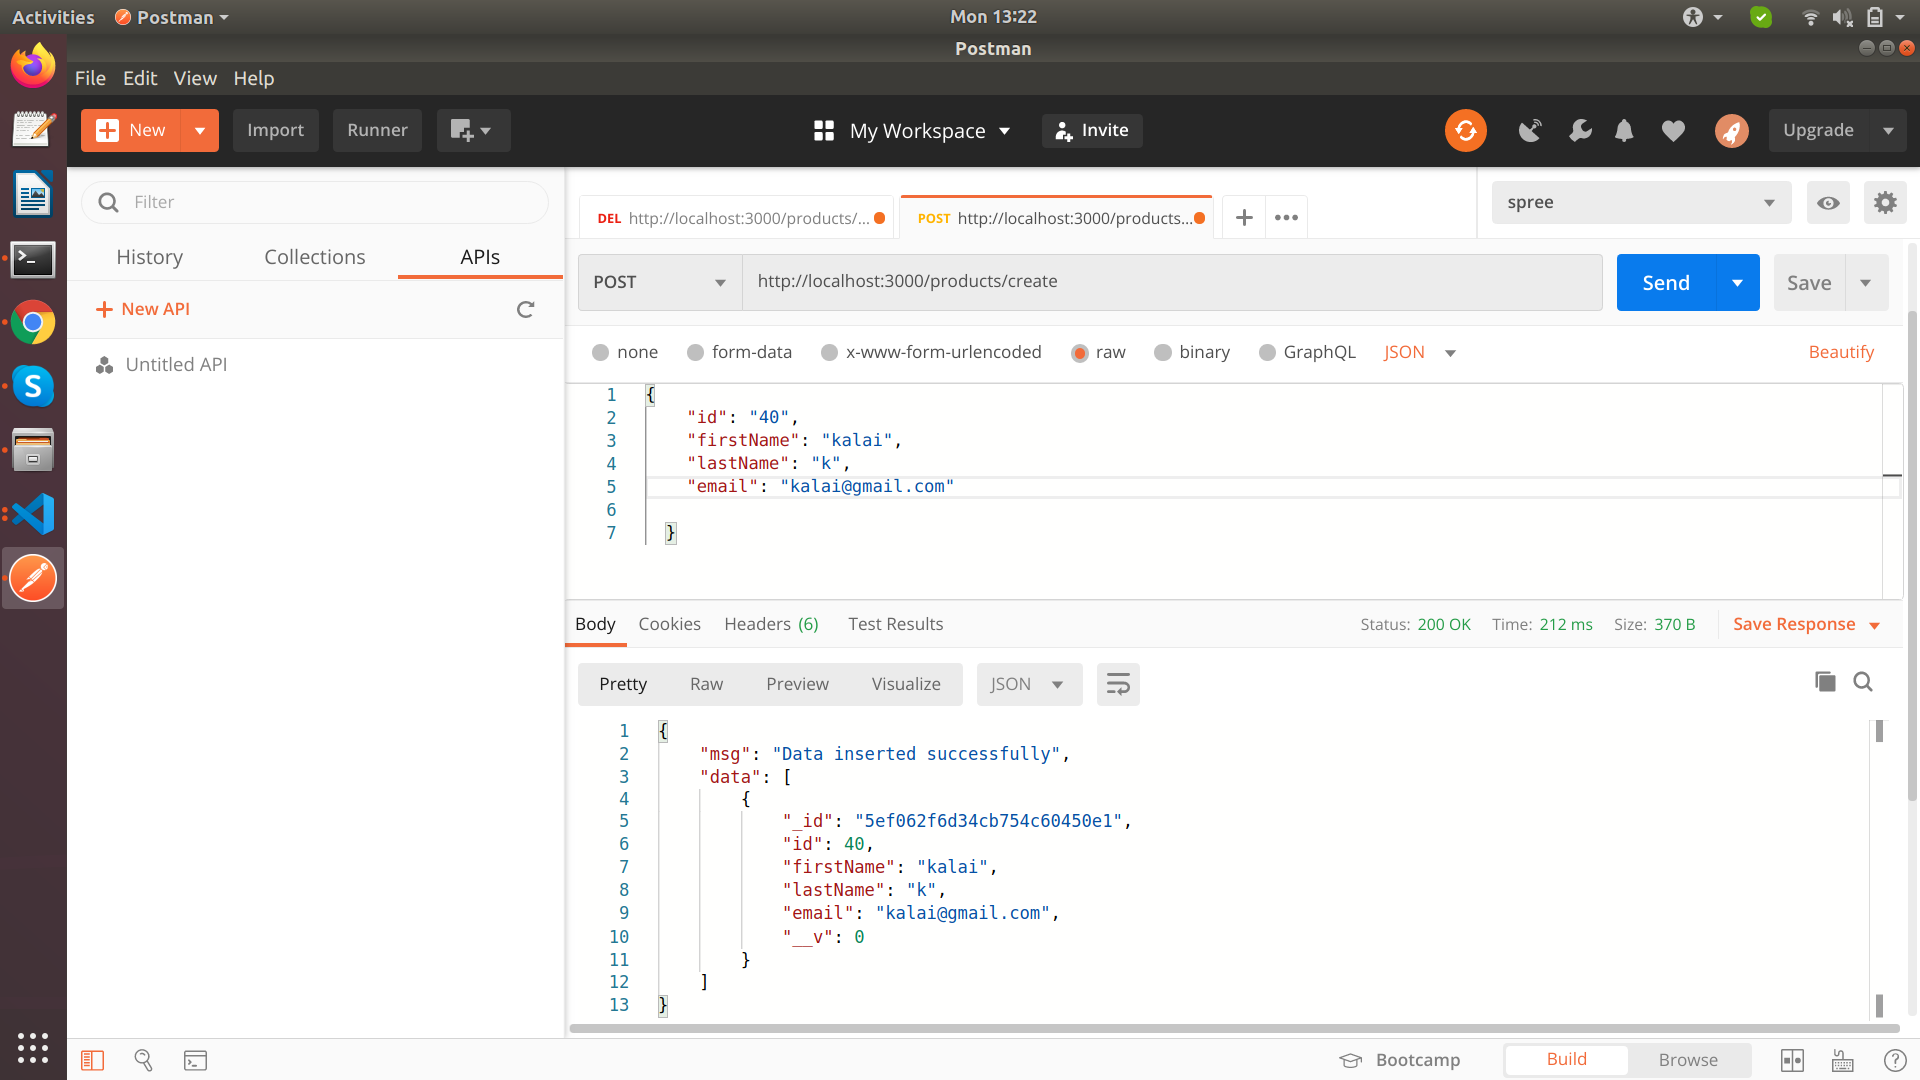 Activities Postman Mon 13:22
Postman
File Edit View Help
New Import Runner My Workspace Invite Upgrade
Filter
History Collections APIs
New API
Untitled API
DEL http://localhost:3000/products/... POST http://localhost:3000/products... spree
POST http://localhost:3000/products/create Send Save
none form-data x-www-form-urlencoded raw binary GraphQL JSON Beautify
1 {
2 "id": "40",
3 "firstName": "kalai",
4 "lastName": "k",
5 "email": "kalai@gmail.com"
6
7 }
Body Cookies Headers (6) Test Results Status: 200 OK Time: 212 ms Size: 370 B Save Response
Pretty Raw Preview Visualize JSON
1 {
2 "msg": "Data inserted successfully",
3 "data": [
4 {
5 "_id": "5ef062f6d34cb754c60450e1",
6 "id": 40,
7 "firstName": "kalai",
8 "lastName": "k",
9 "email": "kalai@gmail.com",
10 "__v": 0
11 }
12 ]
13 }
Bootcamp Build Browse